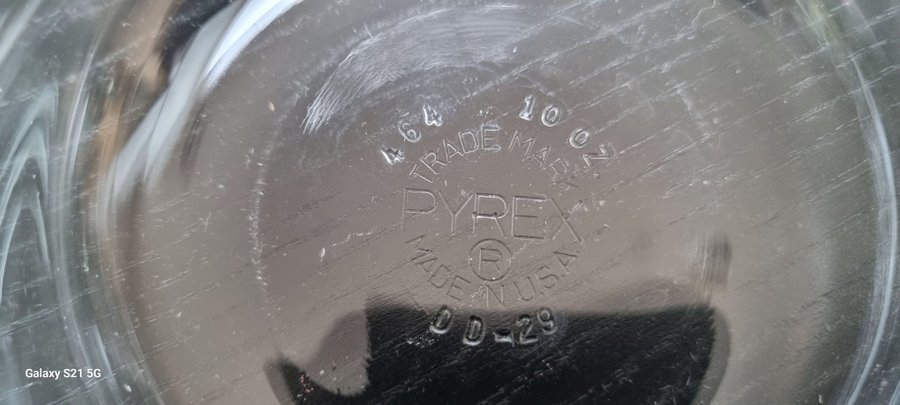 464 10 OZ.
TRADE MARK
PYREX
®
MADE IN U.S.A.
DD-29
Galaxy S21 5G